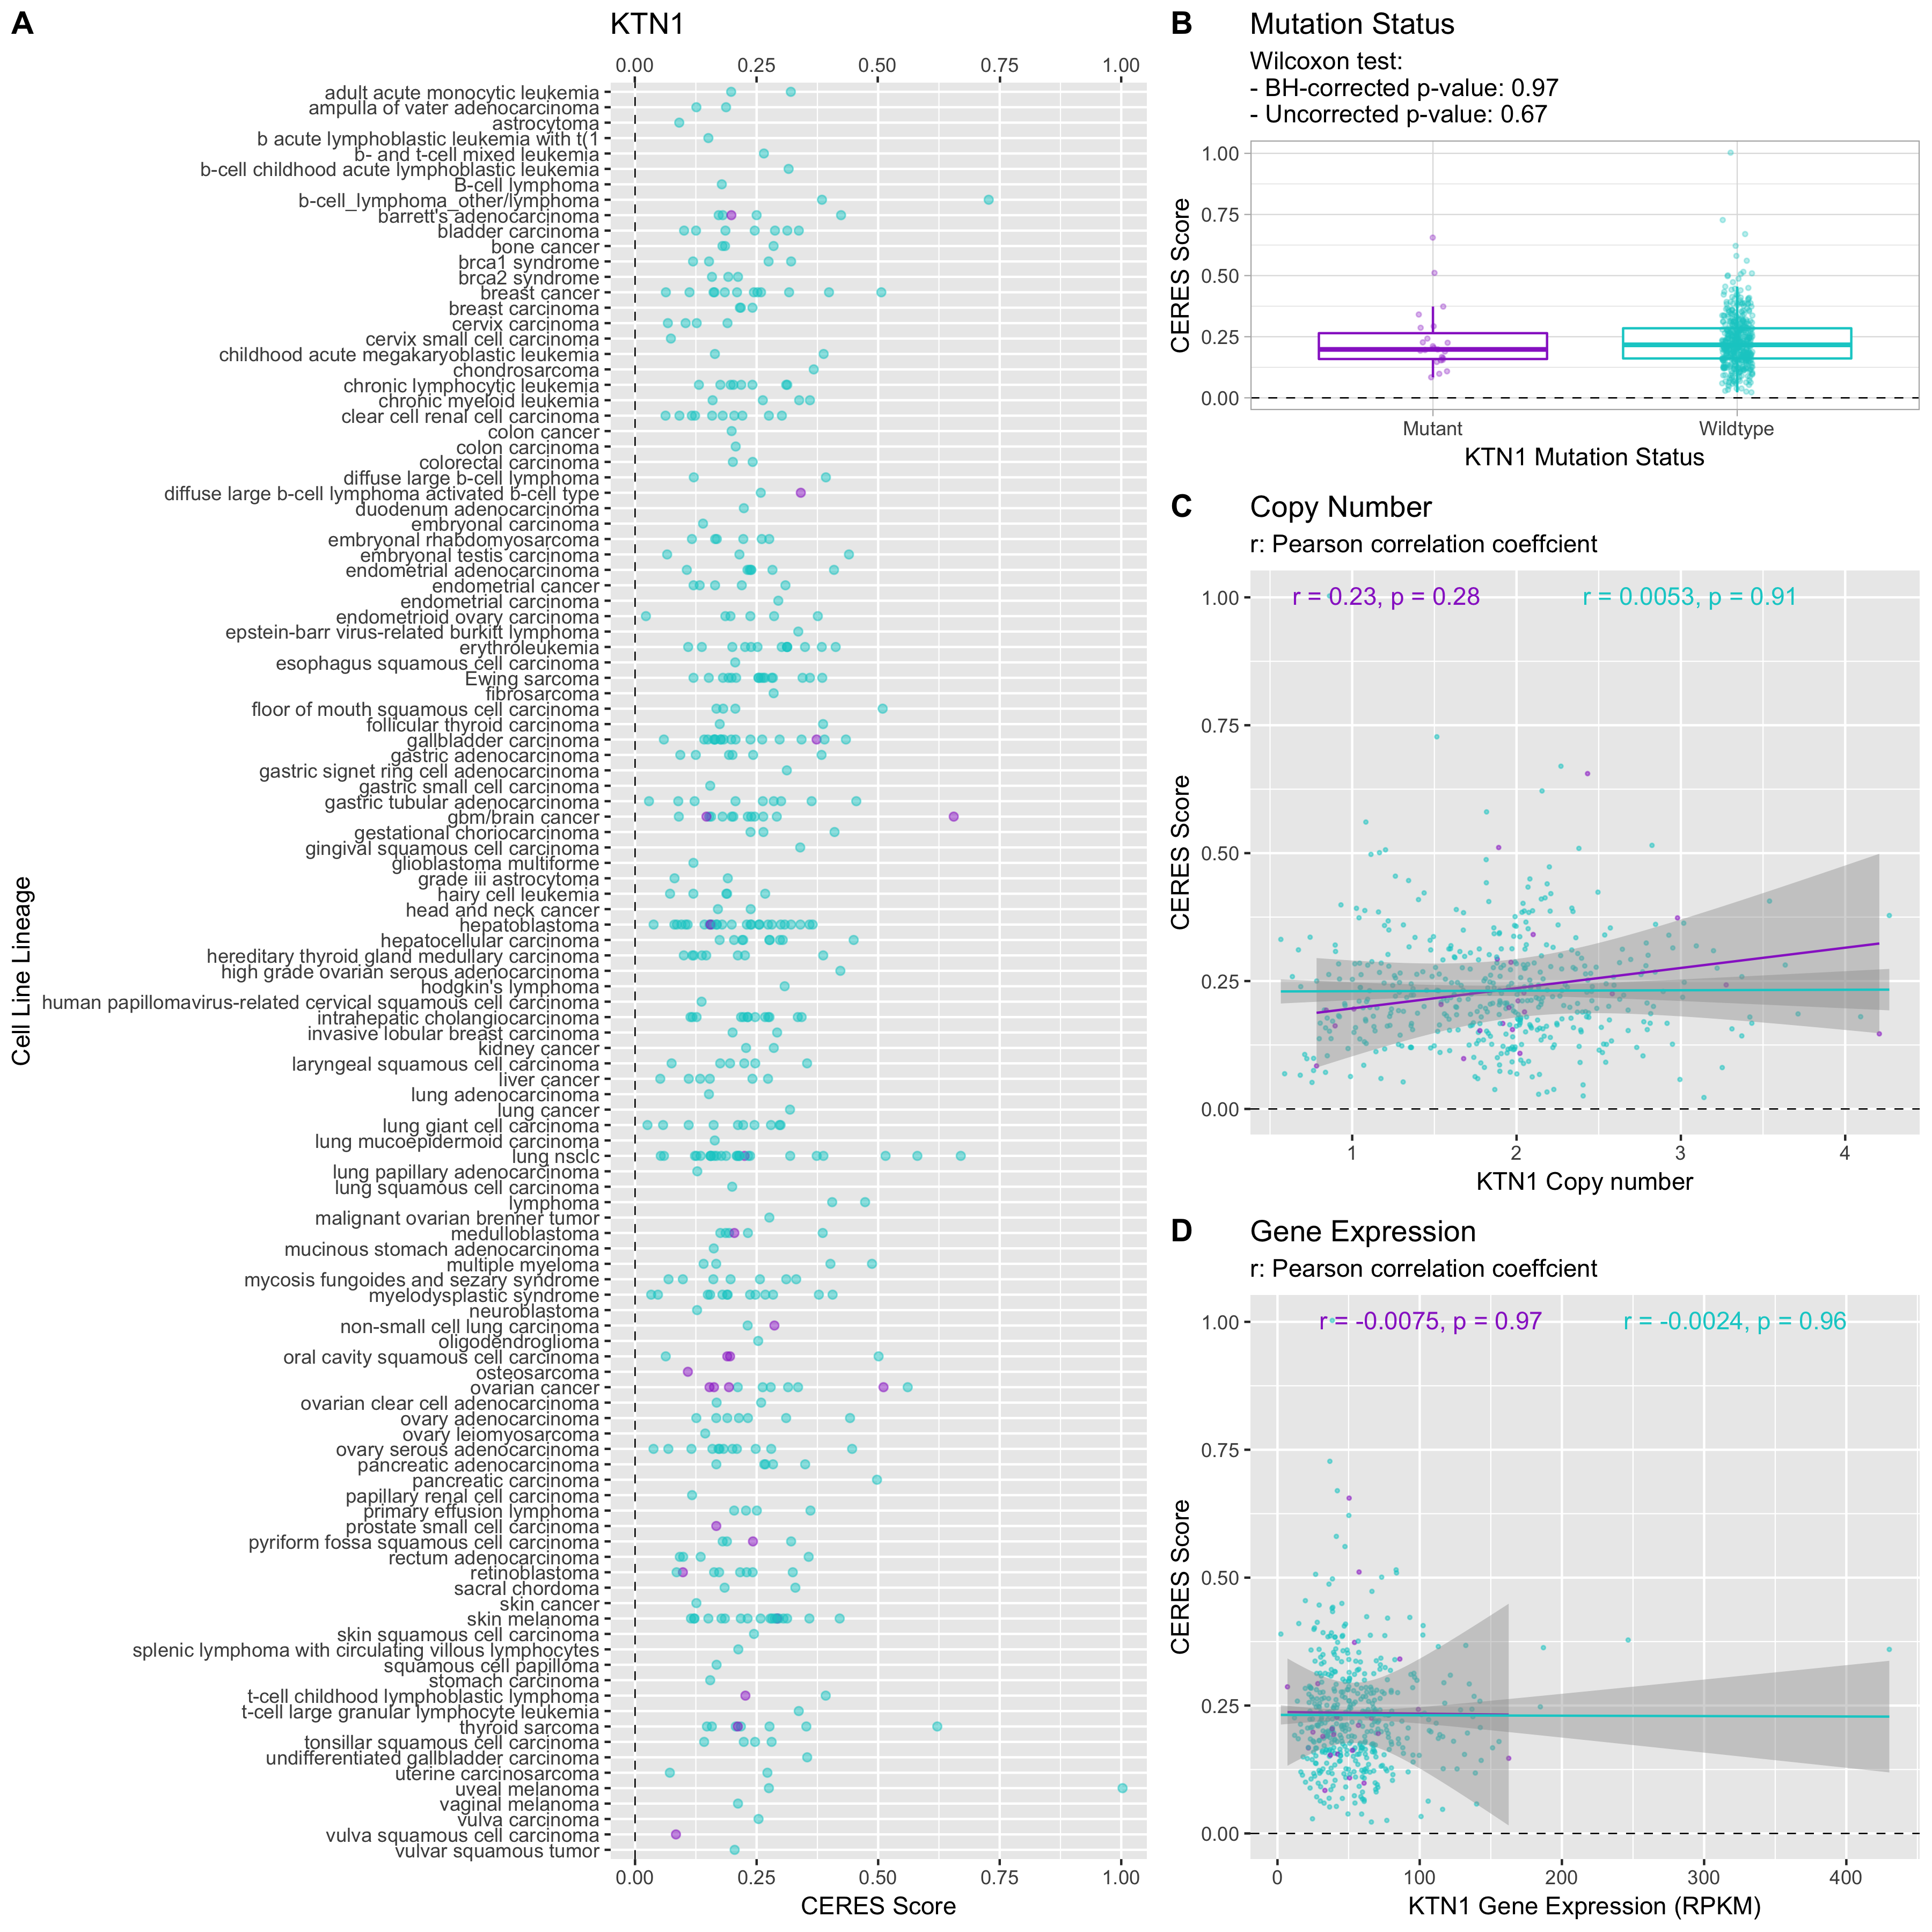 A
KTN1
0.00 0.25 0.50 0.75 1.00
Cell Line Lineage
adult acute monocytic leukemia
ampulla of vater adenocarcinoma
astrocytoma
b acute lymphoblastic leukemia with t(1
b- and t-cell mixed leukemia
b-cell childhood acute lymphoblastic leukemia
B-cell lymphoma
b-cell_lymphoma_other/lymphoma
barrett's adenocarcinoma
bladder carcinoma
bone cancer
brca1 syndrome
brca2 syndrome
breast cancer
breast carcinoma
cervix carcinoma
cervix small cell carcinoma
childhood acute megakaryoblastic leukemia
chondrosarcoma
chronic lymphocytic leukemia
chronic myeloid leukemia
clear cell renal cell carcinoma
colon cancer
colon carcinoma
colorectal carcinoma
diffuse large b-cell lymphoma
diffuse large b-cell lymphoma activated b-cell type
duodenum adenocarcinoma
embryonal carcinoma
embryonal rhabdomyosarcoma
embryonal testis carcinoma
endometrial adenocarcinoma
endometrial cancer
endometrial carcinoma
endometrioid ovary carcinoma
epstein-barr virus-related burkitt lymphoma
erythroleukemia
esophagus squamous cell carcinoma
Ewing sarcoma
fibrosarcoma
floor of mouth squamous cell carcinoma
follicular thyroid carcinoma
gallbladder carcinoma
gastric adenocarcinoma
gastric signet ring cell adenocarcinoma
gastric small cell carcinoma
gastric tubular adenocarcinoma
gbm/brain cancer
gestational choriocarcinoma
gingival squamous cell carcinoma
glioblastoma multiforme
grade iii astrocytoma
hairy cell leukemia
head and neck cancer
hepatoblastoma
hepatocellular carcinoma
hereditary thyroid gland medullary carcinoma
high grade ovarian serous adenocarcinoma
hodgkin's lymphoma
human papillomavirus-related cervical squamous cell carcinoma
intrahepatic cholangiocarcinoma
invasive lobular breast carcinoma
kidney cancer
laryngeal squamous cell carcinoma
liver cancer
lung adenocarcinoma
lung cancer
lung giant cell carcinoma
lung mucoepidermoid carcinoma
lung nsclc
lung papillary adenocarcinoma
lung squamous cell carcinoma
lymphoma
malignant ovarian brenner tumor
medulloblastoma
mucinous stomach adenocarcinoma
multiple myeloma
mycosis fungoides and sezary syndrome
myelodysplastic syndrome
neuroblastoma
non-small cell lung carcinoma
oligodendroglioma
oral cavity squamous cell carcinoma
osteosarcoma
ovarian cancer
ovarian clear cell adenocarcinoma
ovary adenocarcinoma
ovary leiomyosarcoma
ovary serous adenocarcinoma
pancreatic adenocarcinoma
pancreatic carcinoma
papillary renal cell carcinoma
primary effusion lymphoma
prostate small cell carcinoma
pyriform fossa squamous cell carcinoma
rectum adenocarcinoma
retinoblastoma
sacral chordoma
skin cancer
skin melanoma
skin squamous cell carcinoma
splenic lymphoma with circulating villous lymphocytes
squamous cell papilloma
stomach carcinoma
t-cell childhood lymphoblastic lymphoma
t-cell large granular lymphocyte leukemia
thyroid sarcoma
tonsillar squamous cell carcinoma
undifferentiated gallbladder carcinoma
uterine carcinosarcoma
uveal melanoma
vaginal melanoma
vulva carcinoma
vulva squamous cell carcinoma
vulvar squamous tumor
0.00 0.25 0.50 0.75 1.00
CERES Score
B
Mutation Status
Wilcoxon test:
- BH-corrected p-value: 0.97
- Uncorrected p-value: 0.67
CERES Score
1.00
0.75
0.50
0.25
0.00
Mutant Wildtype
KTN1 Mutation Status
C
Copy Number
r: Pearson correlation coeffcient
r = 0.23, p = 0.28 r = 0.0053, p = 0.91
CERES Score
1.00
0.75
0.50
0.25
0.00
1 2 3 4
KTN1 Copy number
D
Gene Expression
r: Pearson correlation coeffcient
r = -0.0075, p = 0.97 r = -0.0024, p = 0.96
CERES Score
1.00
0.75
0.50
0.25
0.00
0 100 200 300 400
KTN1 Gene Expression (RPKM)